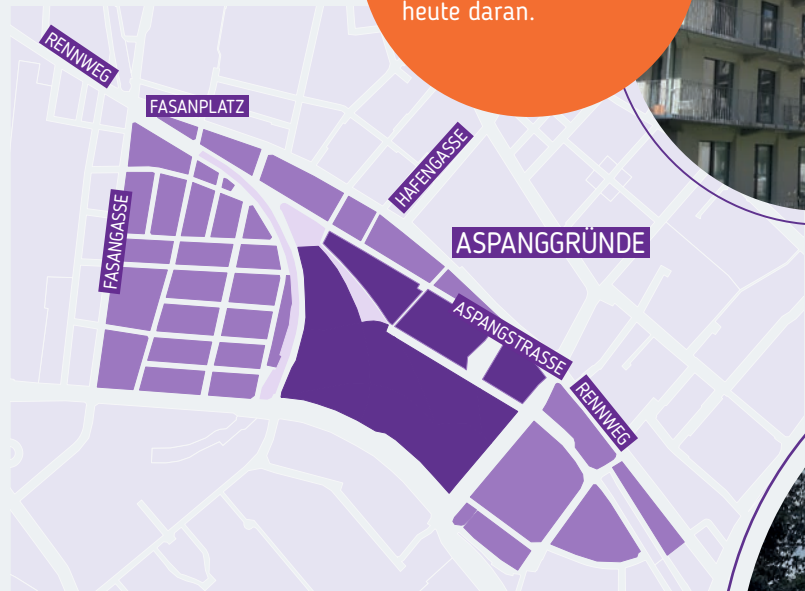 heute daran.
RENNWEG
FASANPLATZ
HAFENGASSE
FASANGASSE
ASPANGGRÜNDE
ASPANGSTRASSE
RENNWEG